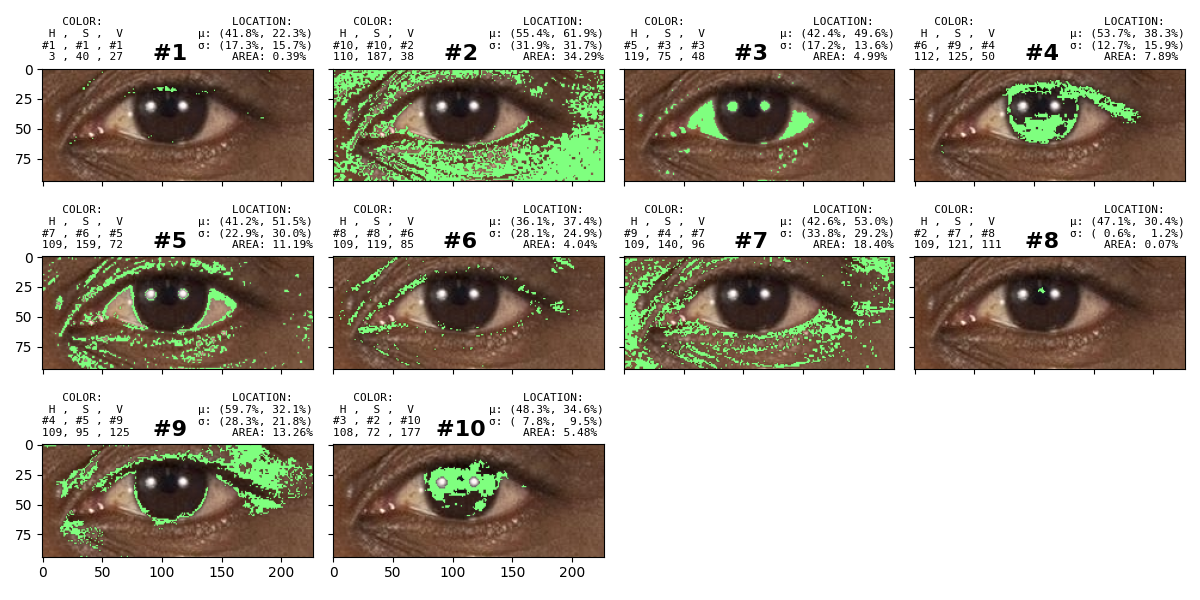 COLOR: LOCATION:
H , S , V μ: (41.8%, 22.3%)
#1 , #1 , #1 #1 σ: (17.3%, 15.7%)
3 , 40 , 27 AREA: 0.39%
COLOR: LOCATION:
H , S , V μ: (55.4%, 61.9%)
#10, #10, #2 #2 σ: (31.9%, 31.7%)
110, 187, 38 AREA: 34.29%
COLOR: LOCATION:
H , S , V μ: (42.4%, 49.6%)
#5 , #3 , #3 #3 σ: (17.2%, 13.6%)
119, 75 , 48 AREA: 4.99%
COLOR: LOCATION:
H , S , V μ: (53.7%, 38.3%)
#6 , #9 , #4 #4 σ: (12.7%, 15.9%)
112, 125, 50 AREA: 7.89%
0
25
50
75
COLOR: LOCATION:
H , S , V μ: (41.2%, 51.5%)
#7 , #6 , #5 #5 σ: (22.9%, 30.0%)
109, 159, 72 AREA: 11.19%
COLOR: LOCATION:
H , S , V μ: (36.1%, 37.4%)
#8 , #8 , #6 #6 σ: (28.1%, 24.9%)
109, 119, 85 AREA: 4.04%
COLOR: LOCATION:
H , S , V μ: (42.6%, 53.0%)
#9 , #4 , #7 #7 σ: (33.8%, 29.2%)
109, 140, 96 AREA: 18.40%
COLOR: LOCATION:
H , S , V μ: (47.1%, 30.4%)
#2 , #7 , #8 #8 σ: ( 0.6%, 1.2%)
109, 121, 111 AREA: 0.07%
0
25
50
75
COLOR: LOCATION:
H , S , V μ: (59.7%, 32.1%)
#4 , #5 , #9 #9 σ: (28.3%, 21.8%)
109, 95 , 125 AREA: 13.26%
COLOR: LOCATION:
H , S , V μ: (48.3%, 34.6%)
#3 , #2 , #10 #10 σ: ( 7.8%, 9.5%)
108, 72 , 177 AREA: 5.48%
0
25
50
75
0 50 100 150 200
0 50 100 150 200